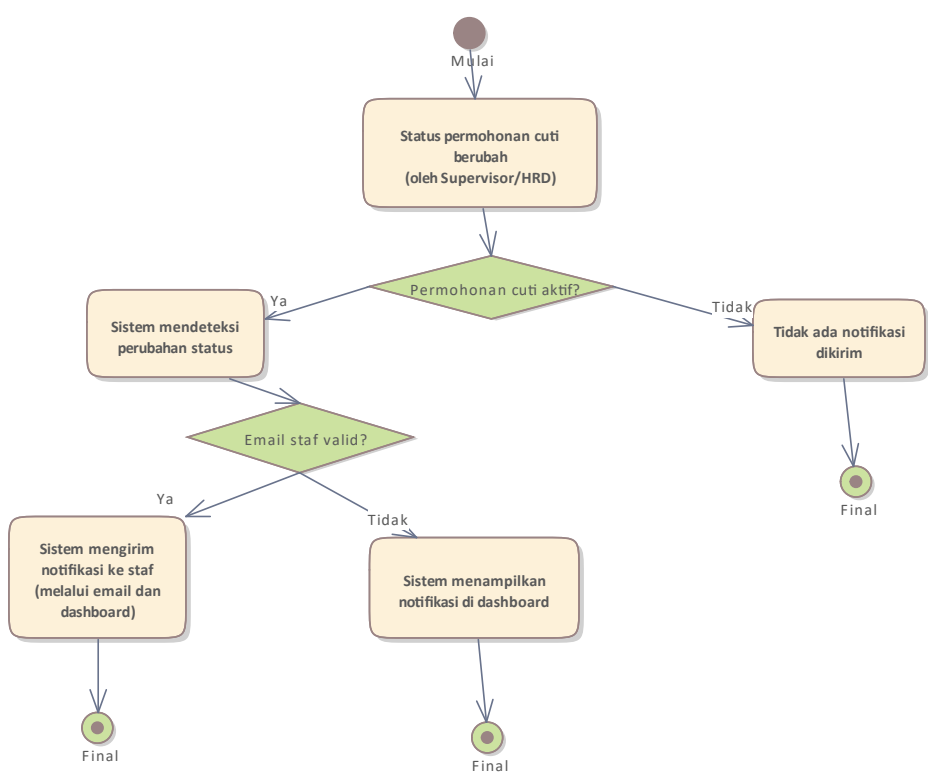 Mulai
Status permohonan cuti
berubah
(oleh Supervisor/HRD)
Permohonan cuti aktif?
Ya
Tidak
Sistem mendeteksi
perubahan status
Tidak ada notifikasi
dikirim
Email staf valid?
Final
Ya
Tidak
Sistem mengirim
notifikasi ke staf
(melalui email dan
dashboard)
Sistem menampilkan
notifikasi di dashboard
Final
Final